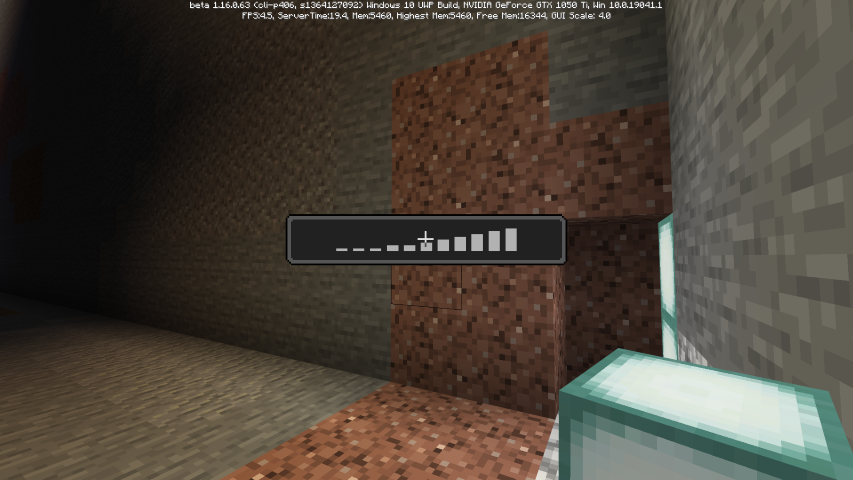 beta 1.16.0.63 (cli-p406, s1364127092) Windows 10 UWP Build, NVIDIA GeForce GTX 1050 Ti, Win 10.0.19041.1
FPS:4.5, ServerTime:19.4, Mem:5460, Highest Mem:5460, Free Mem:16344, GUI Scale: 4.0